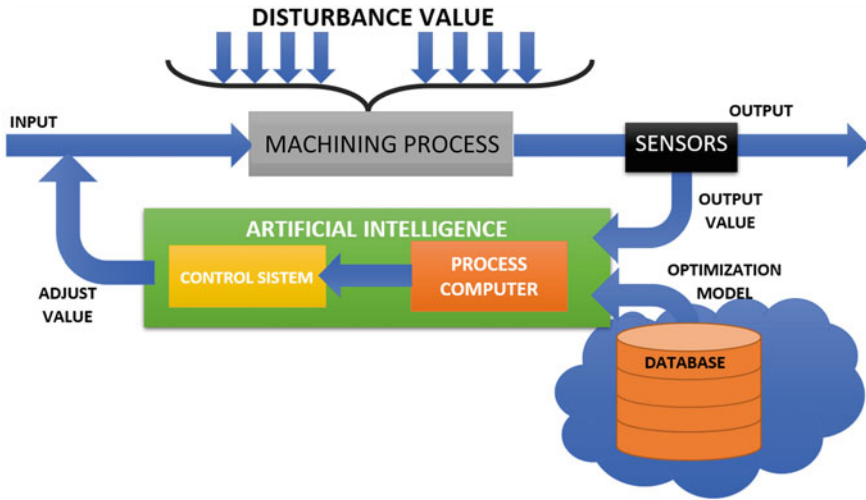 DISTURBANCE VALUE
INPUT
OUTPUT
MACHINING PROCESS
SENSORS
OUTPUT
VALUE
ARTIFICIAL INTELLIGENCE
CONTROL SISTEM
PROCESS
COMPUTER
OPTIMIZATION
MODEL
ADJUST
VALUE
DATABASE